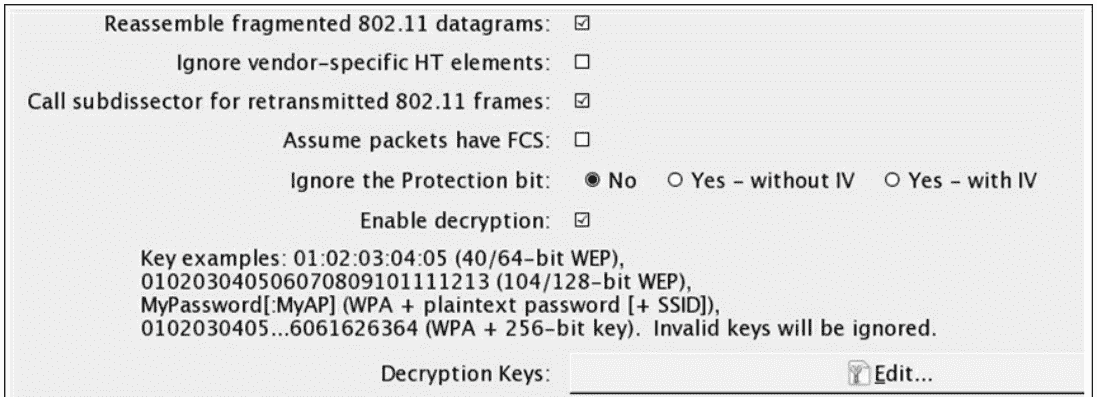 Reassemble fragmented 802.11 datagrams:
Ignore vendor-specific HT elements:
Call subdissector for retransmitted 802.11 frames:
Assume packets have FCS:
Ignore the Protection bit: No Yes - without IV Yes - with IV
Enable decryption:
Key examples: 01:02:03:04:05 (40/64-bit WEP),
010203040506070809101111213 (104/128-bit WEP),
MyPassword[:MyAP] (WPA + plaintext password [+ SSID]),
0102030405...6061626364 (WPA + 256-bit key). Invalid keys will be ignored.
Decryption Keys: Edit...